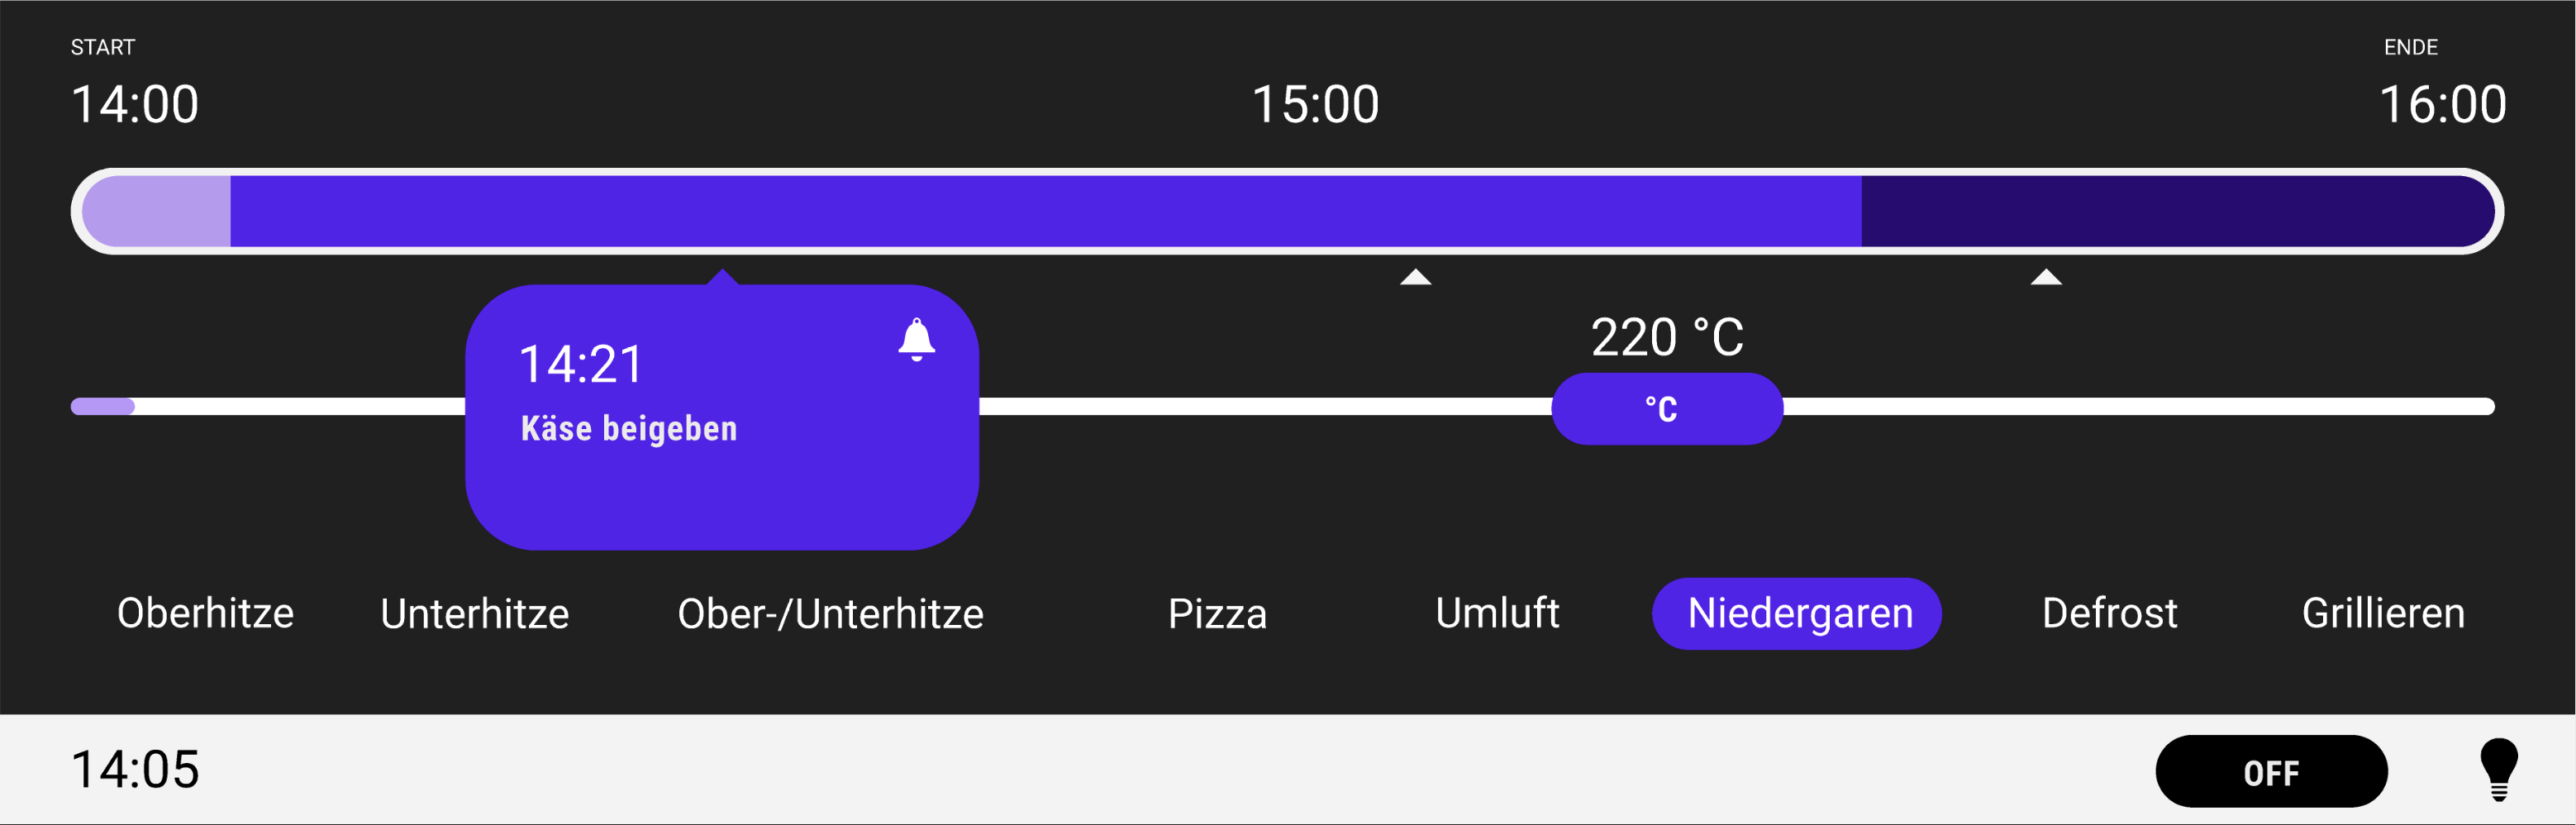 START
ENDE
14:00
15:00
16:00
14:21
Käse beigeben
220 °C
°C
Oberhitze
Unterhitze
Ober-/Unterhitze
Pizza
Umluft
Niedergaren
Defrost
Grillieren
14:05
OFF